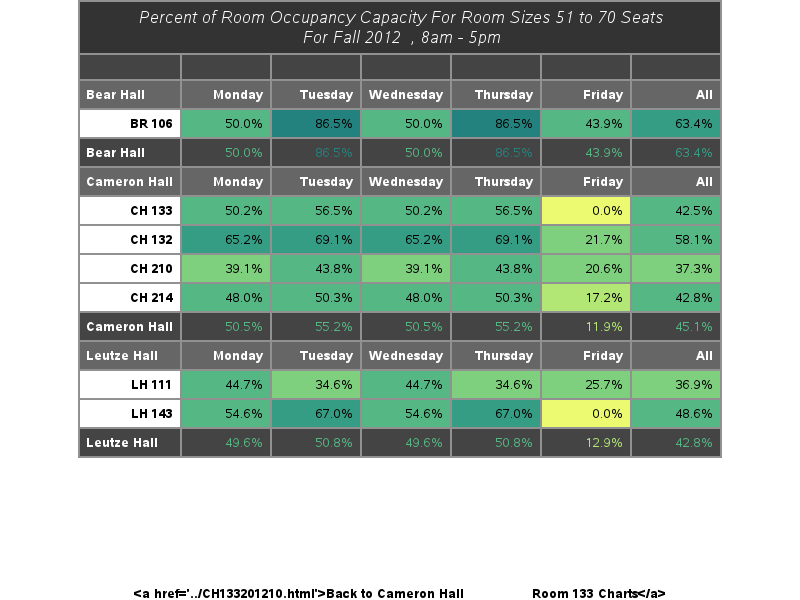 Percent of Room Occupancy Capacity For Room Sizes 51 to 70 Seats
For Fall 2012 , 8am - 5pm
Bear Hall Monday Tuesday Wednesday Thursday Friday All
BR 106 50.0% 86.5% 50.0% 86.5% 43.9% 63.4%
Bear Hall 50.0% 86.5% 50.0% 86.5% 43.9% 63.4%
Cameron Hall Monday Tuesday Wednesday Thursday Friday All
CH 133 50.2% 56.5% 50.2% 56.5% 0.0% 42.5%
CH 132 65.2% 69.1% 65.2% 69.1% 21.7% 58.1%
CH 210 39.1% 43.8% 39.1% 43.8% 20.6% 37.3%
CH 214 48.0% 50.3% 48.0% 50.3% 17.2% 42.8%
Cameron Hall 50.5% 55.2% 50.5% 55.2% 11.9% 45.1%
Leutze Hall Monday Tuesday Wednesday Thursday Friday All
LH 111 44.7% 34.6% 44.7% 34.6% 25.7% 36.9%
LH 143 54.6% 67.0% 54.6% 67.0% 0.0% 48.6%
Leutze Hall 49.6% 50.8% 49.6% 50.8% 12.9% 42.8%
<a href='../CH133201210.html'>Back to Cameron Hall Room 133 Charts</a>